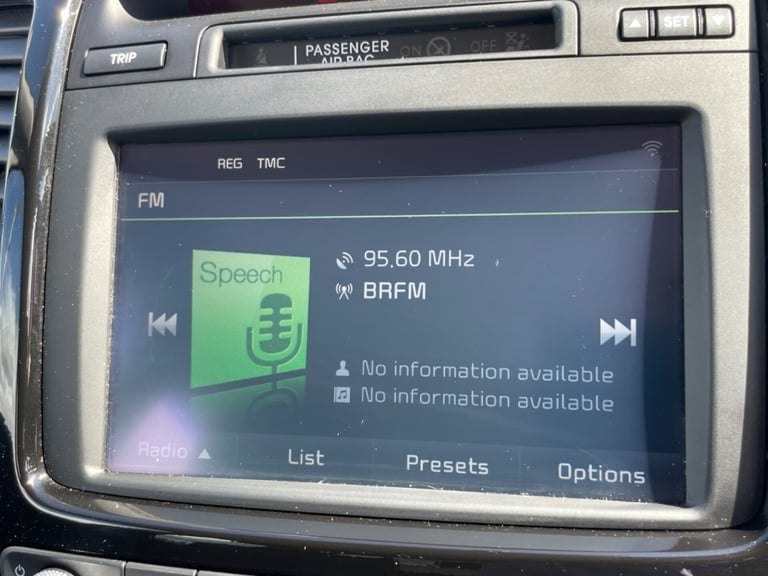 TRIP
PASSENGER
AIR BAG
ON
OFF
SET
REG TMC
FM
Speech
95.60 MHz
BRFM
No information available
No information available
Radio
List
Presets
Options